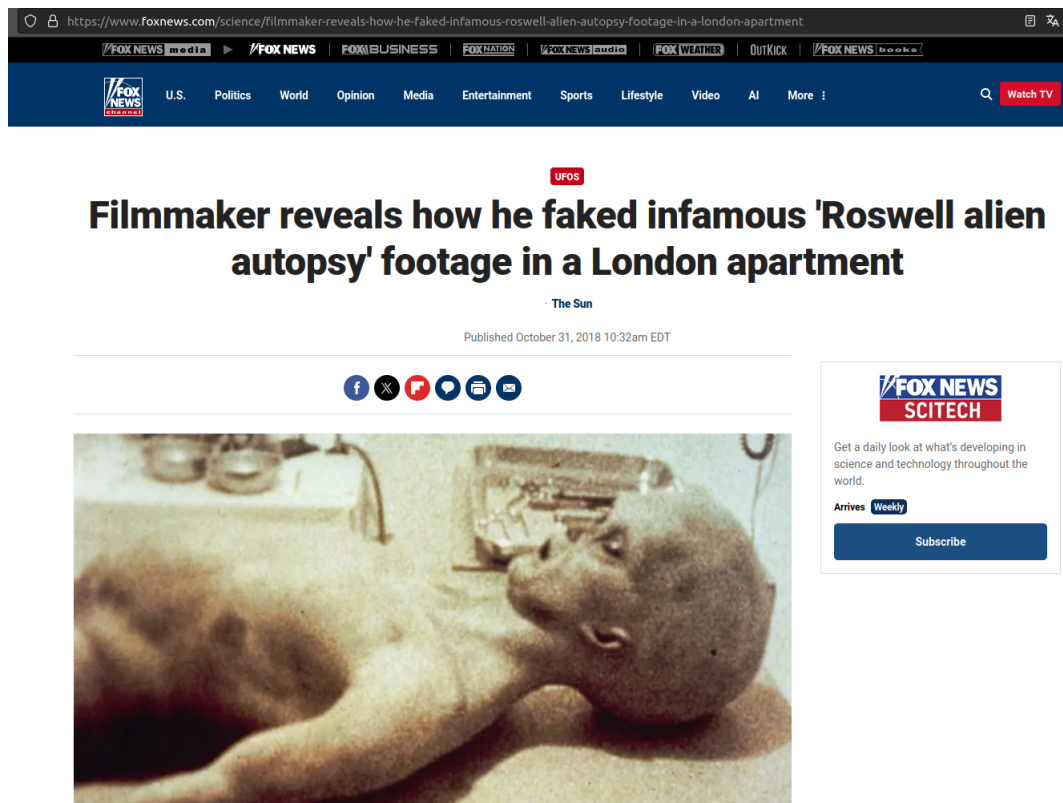 https://www.foxnews.com/science/filmmaker-reveals-how-he-faked-infamous-roswell-alien-autopsy-footage-in-a-london-apartment
FOX NEWS media FOX NEWS FOX BUSINESS FOX NATION FOX NEWS audio FOX WEATHER OUTKICK FOX NEWS books
FOX NEWS channel U.S. Politics World Opinion Media Entertainment Sports Lifestyle Video AI More Watch TV
UFOS
Filmmaker reveals how he faked infamous 'Roswell alien
autopsy' footage in a London apartment
· The Sun
Published October 31, 2018 10:32am EDT
FOX NEWS
SCITECH
Get a daily look at what's developing in
science and technology throughout the
world.
Arrives Weekly
Subscribe